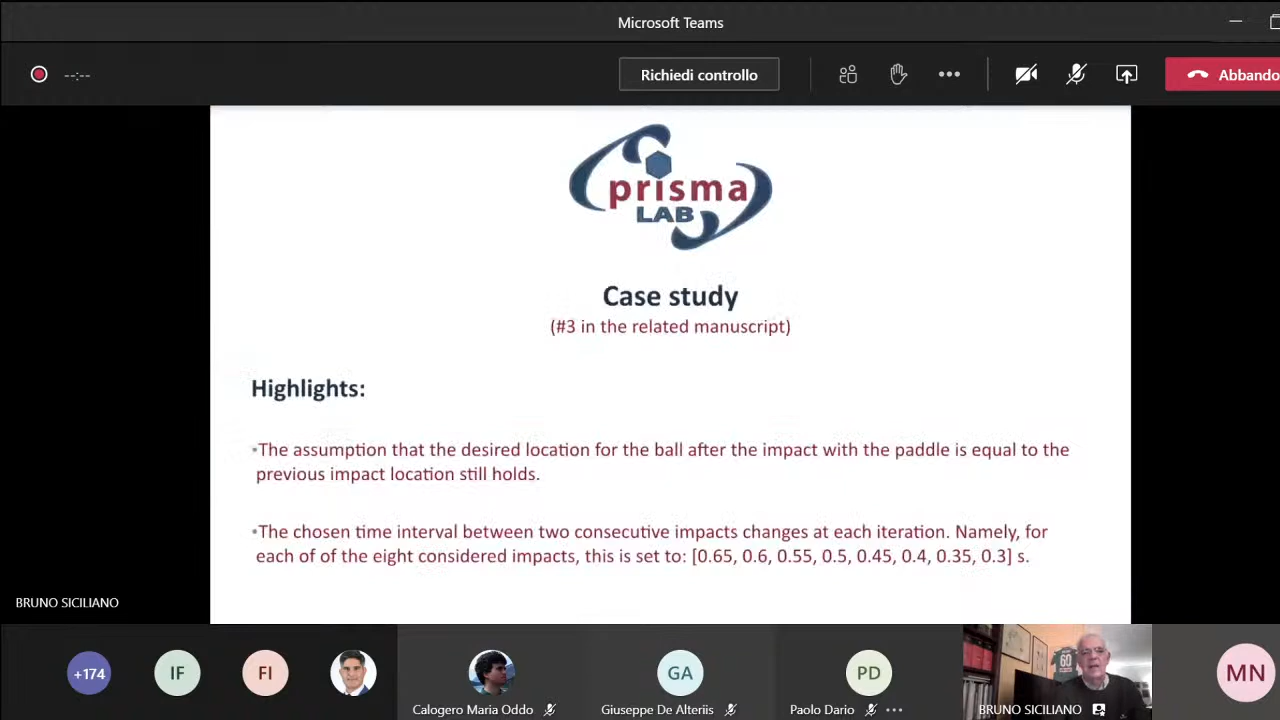 Microsoft Teams
--:--
Richiedi controllo
Abbando
prisma
LAB
Case study
(#3 in the related manuscript)
Highlights:
•The assumption that the desired location for the ball after the impact with the paddle is equal to the
previous impact location still holds.
•The chosen time interval between two consecutive impacts changes at each iteration. Namely, for
each of of the eight considered impacts, this is set to: [0.65, 0.6, 0.55, 0.5, 0.45, 0.4, 0.35, 0.3] s.
BRUNO SICILIANO
+174
IF
FI
GA
PD
60
MN
Calogero Maria Oddo
Giuseppe De Alteriis
Paolo Dario
BRUNO SICILIANO